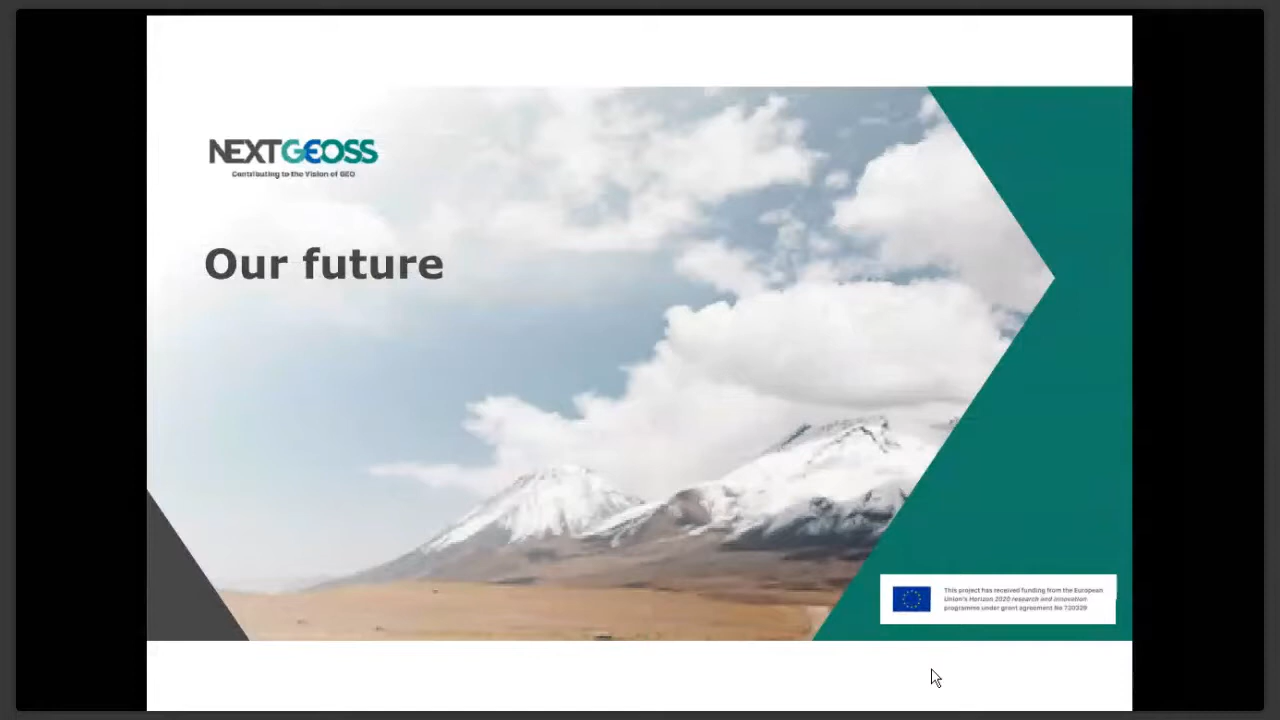 NEXTGEOSS
Contributing to the Vision of GEO
Our future
This project has received funding from the European
Union's Horizon 2020 research and innovation
programme under grant agreement No 730329